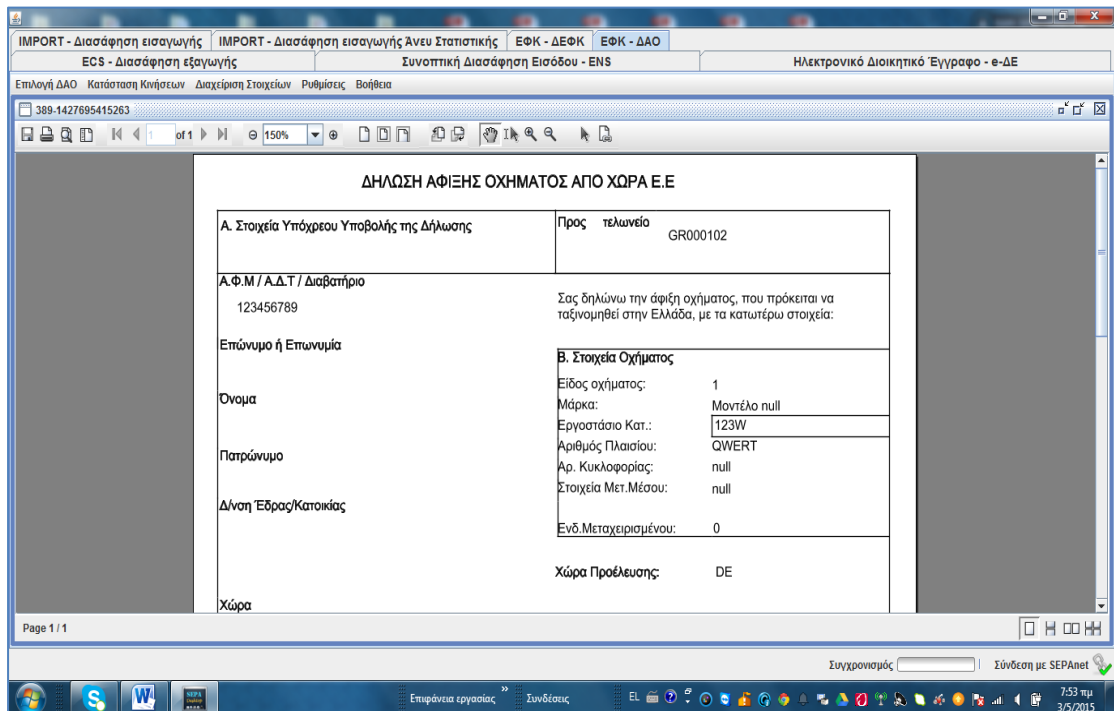 IMPORT - Διασάφηση εισαγωγής IMPORT - Διασάφηση εισαγωγής Άνευ Στατιστικής ΕΦΚ - ΔΕΦΚ ΕΦΚ - ΔΑΟ
ECS - Διασάφηση εξαγωγής Συνοπτική Διασάφηση Εισόδου - ENS Ηλεκτρονικό Διοικητικό Έγγραφο - e-ΔΕ
Επιλογή ΔΑΟ Κατάσταση Κινήσεων Διαχείριση Στοιχείων Ρυθμίσεις Βοήθεια
389-1427695415263
1 of 1 150%
ΔΗΛΩΣΗ ΑΦΙΞΗΣ ΟΧΗΜΑΤΟΣ ΑΠΟ ΧΩΡΑ Ε.Ε
Α. Στοιχεία Υπόχρεου Υποβολής της Δήλωσης
Προς τελωνείο
GR000102
Α.Φ.Μ / Α.Δ.Τ / Διαβατήριο
123456789
Σας δηλώνω την άφιξη οχήματος, που πρόκειται να
ταξινομηθεί στην Ελλάδα, με τα κατωτέρω στοιχεία:
Επώνυμο ή Επωνυμία
Β. Στοιχεία Οχήματος
Είδος οχήματος: 1
Όνομα
Μάρκα: Μοντέλο null
Εργοστάσιο Κατ.: 123W
Αριθμός Πλαισίου: QWERT
Πατρώνυμο
Αρ. Κυκλοφορίας: null
Στοιχεία Μετ.Μέσου: null
Δ/νση Έδρας/Κατοικίας
Ενδ.Μεταχειρισμένου: 0
Χώρα Προέλευσης: DE
Χώρα
Page 1 / 1
Συγχρονισμός Σύνδεση με SEPAnet
Επιφάνεια εργασίας Συνδέσεις EL 7:53 πμ
3/5/2015